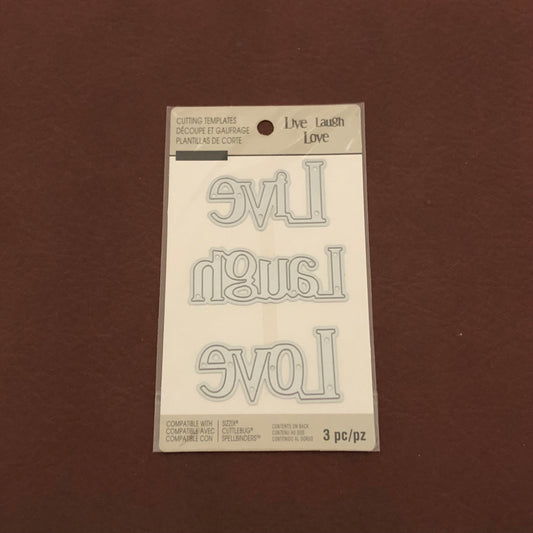 CUTTING TEMPLATES
DÉCOUPE ET GAUFRAGE
PLANTILLAS DE CORTE
Live Laugh
Love
Live
Laugh
Love
COMPATIBLE WITH
COMPATIBLE AVEC
COMPATIBLE CON
SIZZIX®
CUTTLEBUG®
SPELLBINDERS™
CONTENTS ON BACK
CONTENU AU DOS
CONTENIDO AL DORSO
3 pc/pz